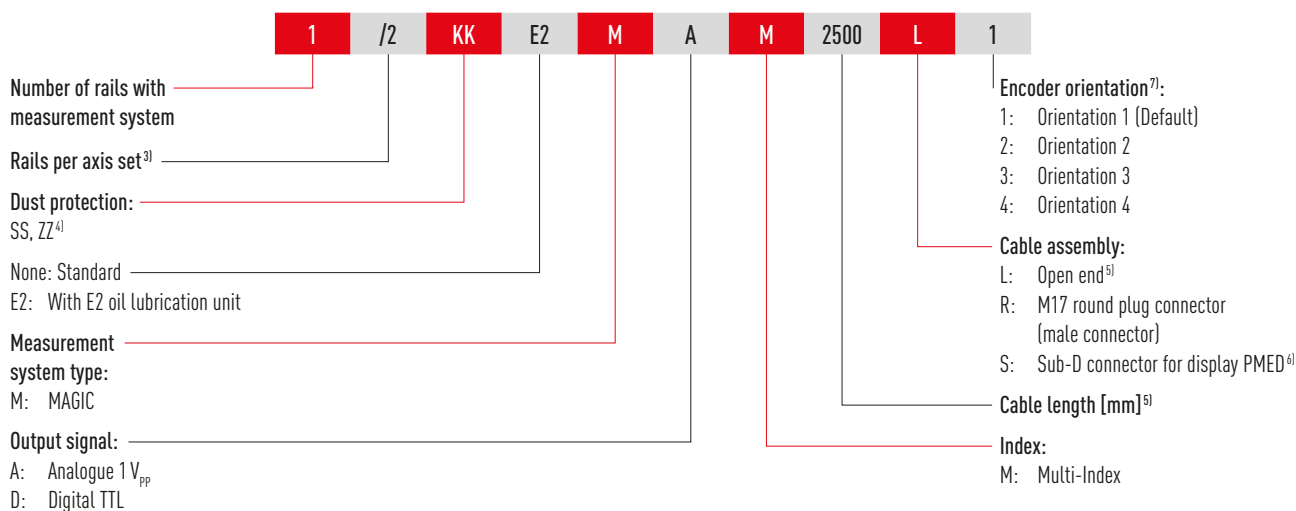 1 /2 KK E2 M A M 2500 L 1
Number of rails with
measurement system
Rails per axis set 3)
Dust protection:
SS, ZZ 4)
None: Standard
E2: With E2 oil lubrication unit
Measurement
system type:
M: MAGIC
Output signal:
A: Analogue 1 Vpp
D: Digital TTL
Encoder orientation 7):
1: Orientation 1 (Default)
2: Orientation 2
3: Orientation 3
4: Orientation 4
Cable assembly:
L: Open end 5)
R: M17 round plug connector
(male connector)
S: Sub-D connector for display PMED 6)
Cable length [mm] 5)
Index:
M: Multi-Index